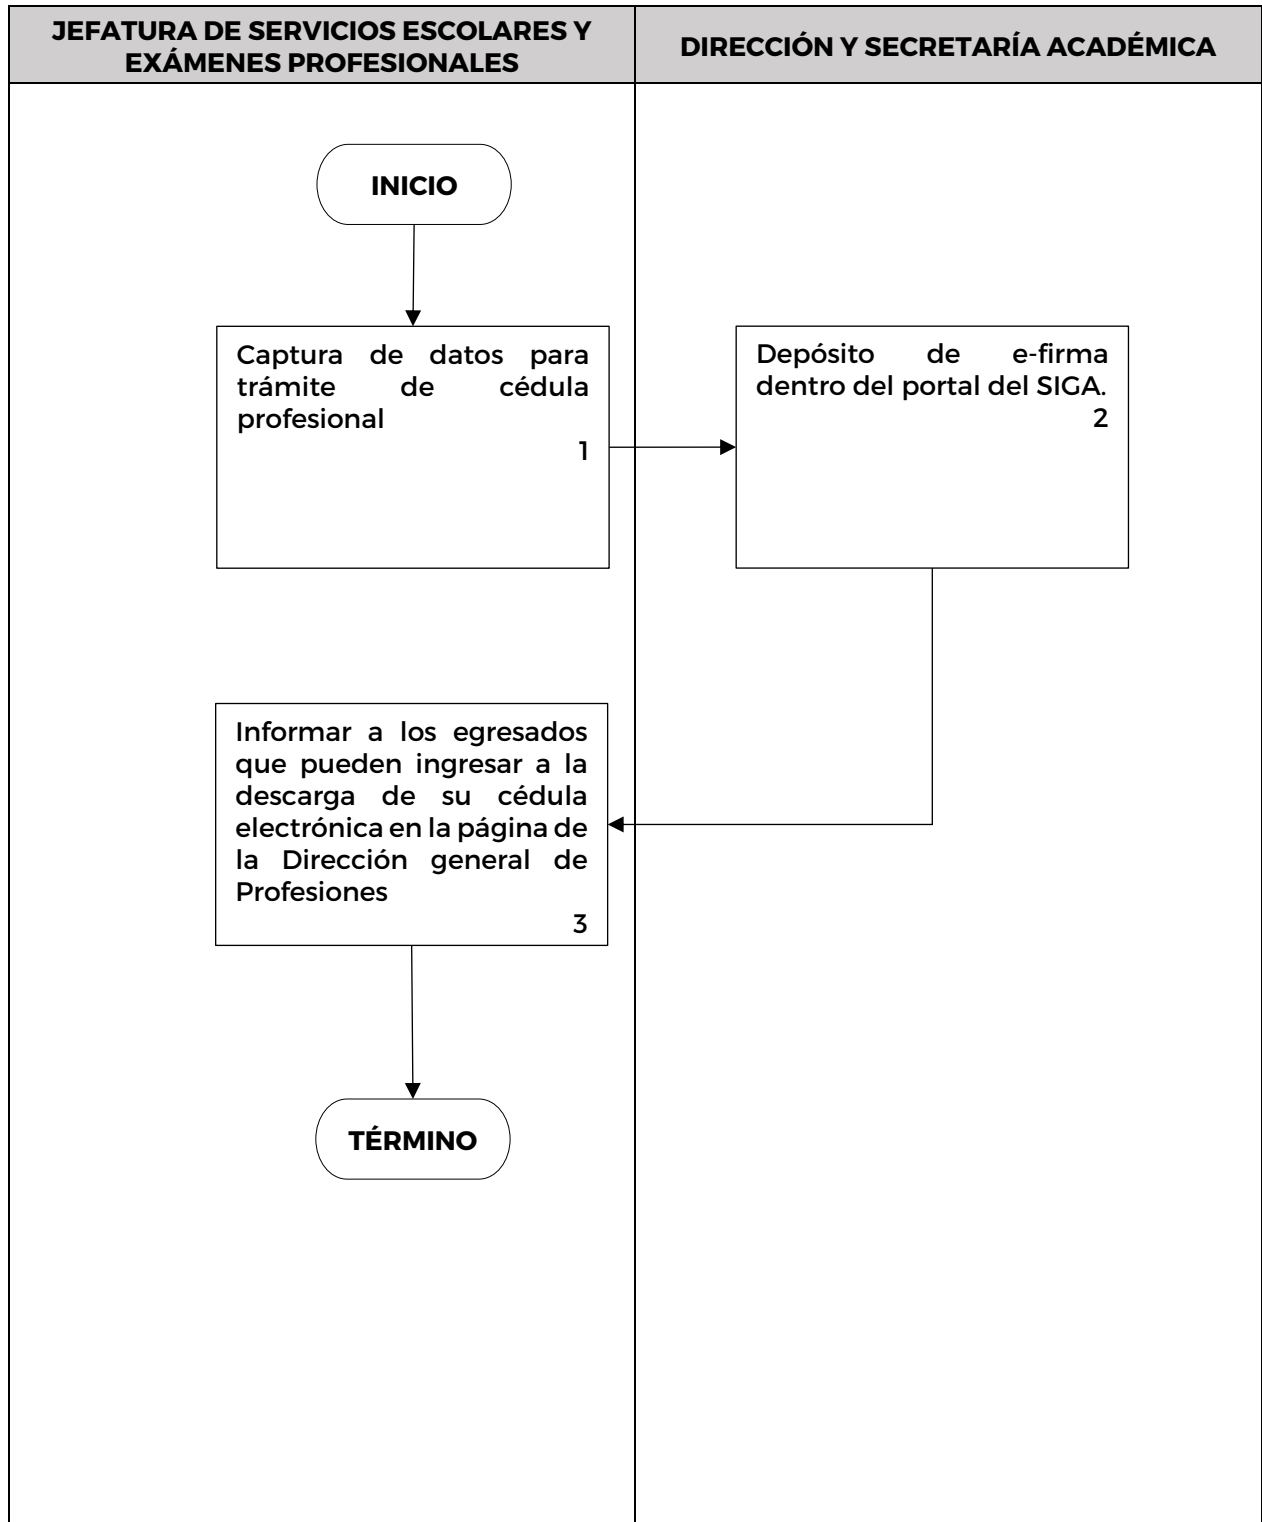 JEFATURA DE SERVICIOS ESCOLARES Y
EXÁMENES PROFESIONALES
DIRECCIÓN Y SECRETARÍA ACADÉMICA
INICIO
Captura de datos para
trámite de cédula
profesional
1
Depósito de e-firma
dentro del portal del SIGA.
2
Informar a los egresados
que pueden ingresar a la
descarga de su cédula
electrónica en la página de
la Dirección general de
Profesiones
3
TÉRMINO